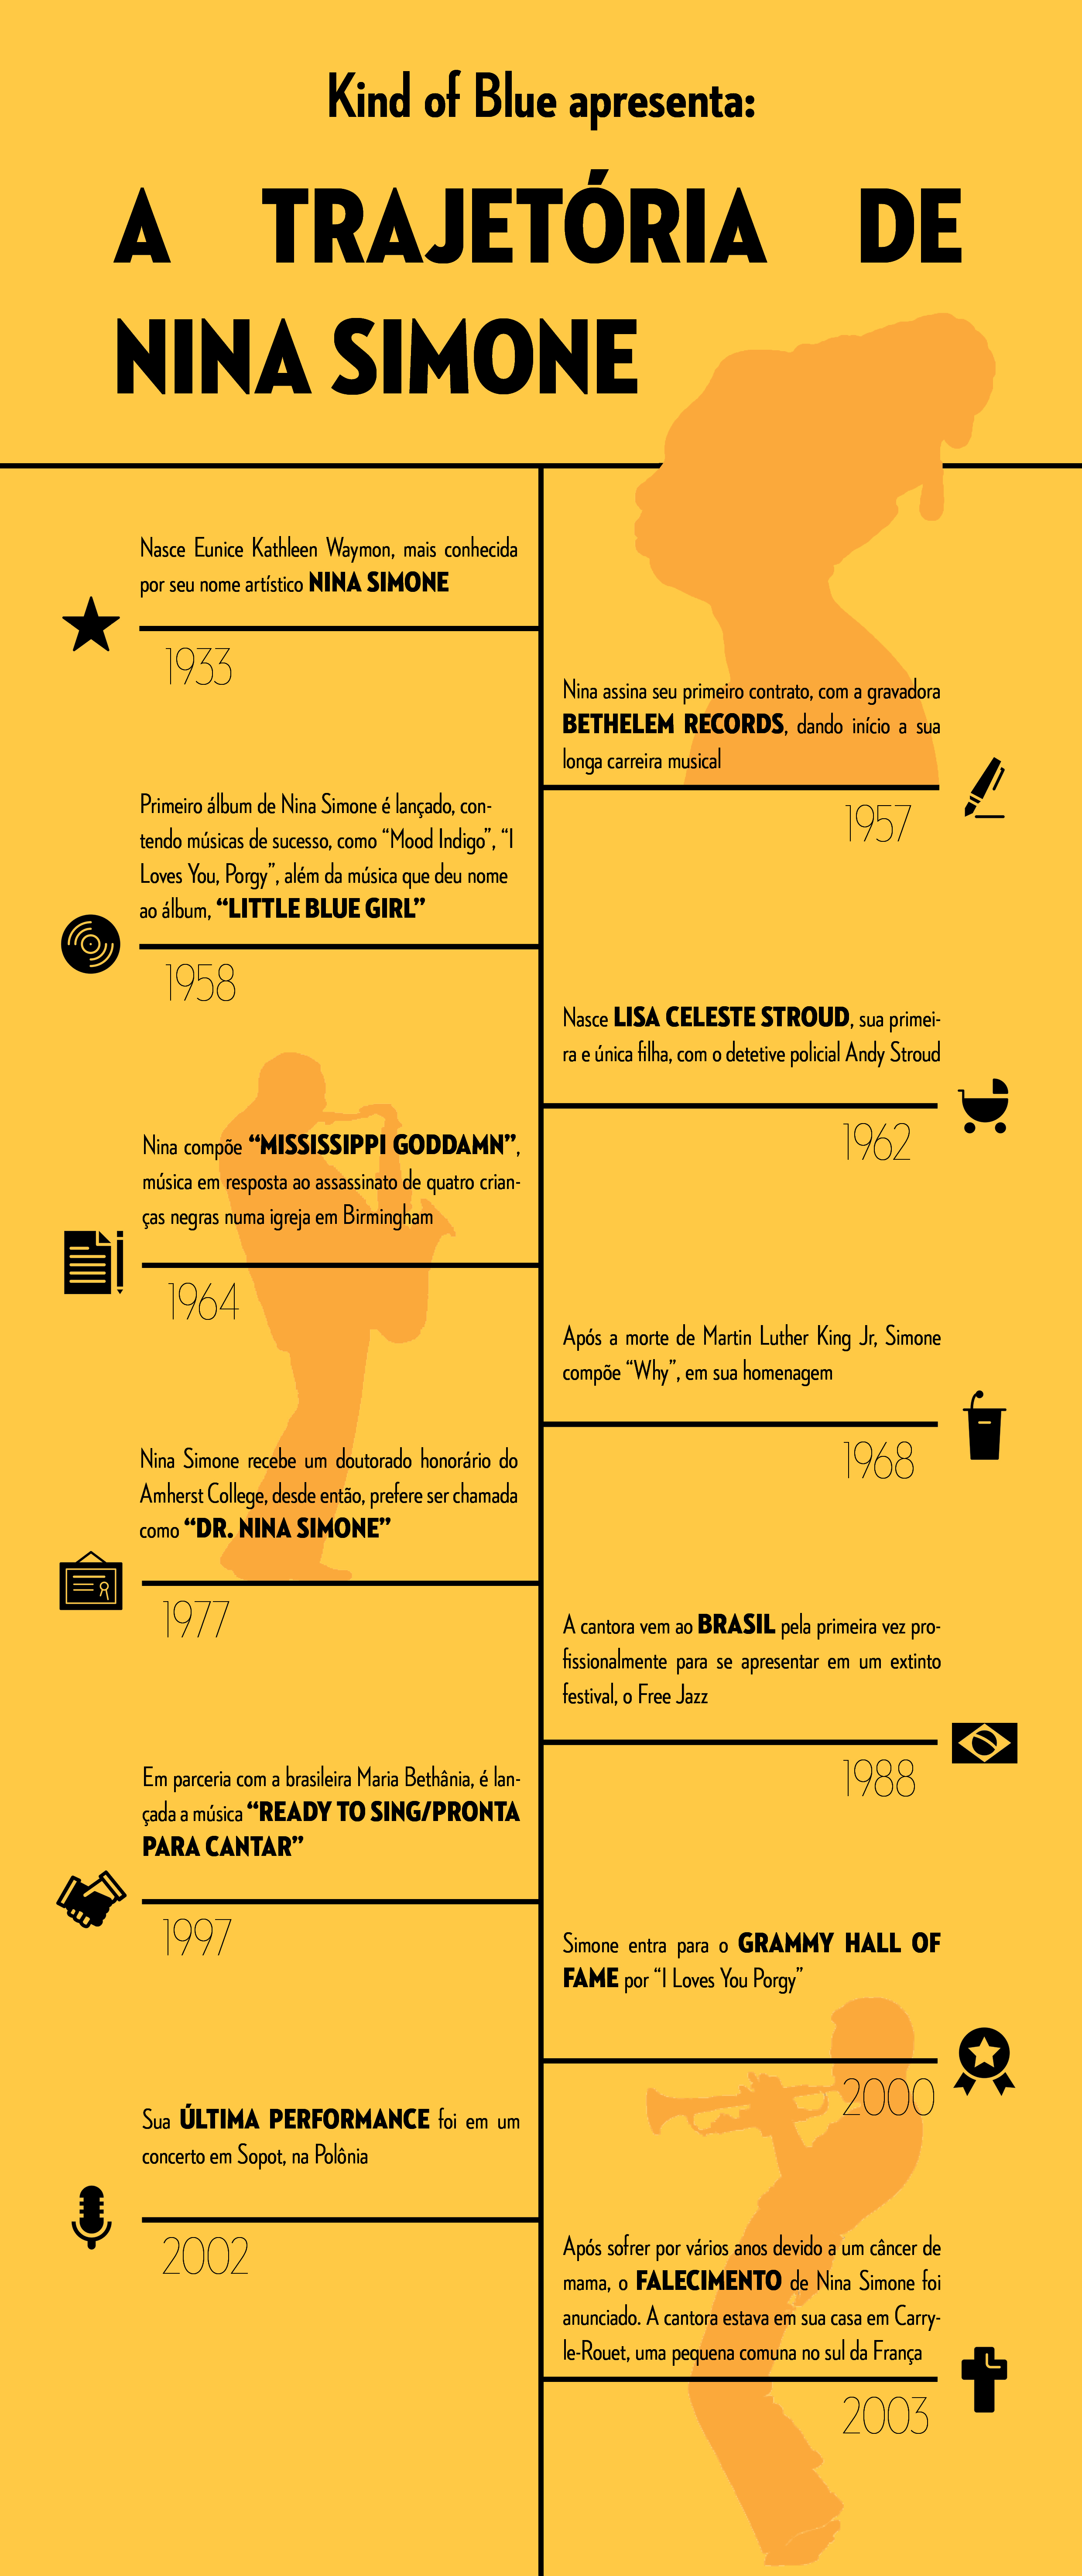 Kind of Blue apresenta:
A TRAJETÓRIA DE
NINA SIMONE
Nasce Eunice Kathleen Waymon, mais conhecida
por seu nome artístico NINA SIMONE
1933
Nina assina seu primeiro contrato, com a gravadora
BETHELEM RECORDS, dando início a sua
longa carreira musical
1957
Primeiro álbum de Nina Simone é lançado, con-
tendo músicas de sucesso, como “Mood Indigo”, “I
Loves You, Porgy”, além da música que deu nome
ao álbum, “LITTLE BLUE GIRL”
1958
Nasce LISA CELESTE STROUD, sua primei-
ra e única filha, com o detetive policial Andy Stroud
1962
Nina compõe “MISSISSIPPI GODDAMN”,
música em resposta ao assassinato de quatro crian-
ças negras numa igreja em Birmingham
1964
Após a morte de Martin Luther King Jr, Simone
compõe “Why”, em sua homenagem
1968
Nina Simone recebe um doutorado honorário do
Amherst College, desde então, prefere ser chamada
como “DR. NINA SIMONE”
1977
A cantora vem ao BRASIL pela primeira vez pro-
fissionalmente para se apresentar em um extinto
festival, o Free Jazz
1988
Em parceria com a brasileira Maria Bethânia, é lan-
çada a música “READY TO SING/PRONTA
PARA CANTAR”
1997
Simone entra para o GRAMMY HALL OF
FAME por “I Loves You Porgy”
2000
Sua ÚLTIMA PERFORMANCE foi em um
concerto em Sopot, na Polônia
2002
Após sofrer por vários anos devido a um câncer de
mama, o FALECIMENTO de Nina Simone foi
anunciado. A cantora estava em sua casa em Carry-
le-Rouet, uma pequena comuna no sul da França
2003